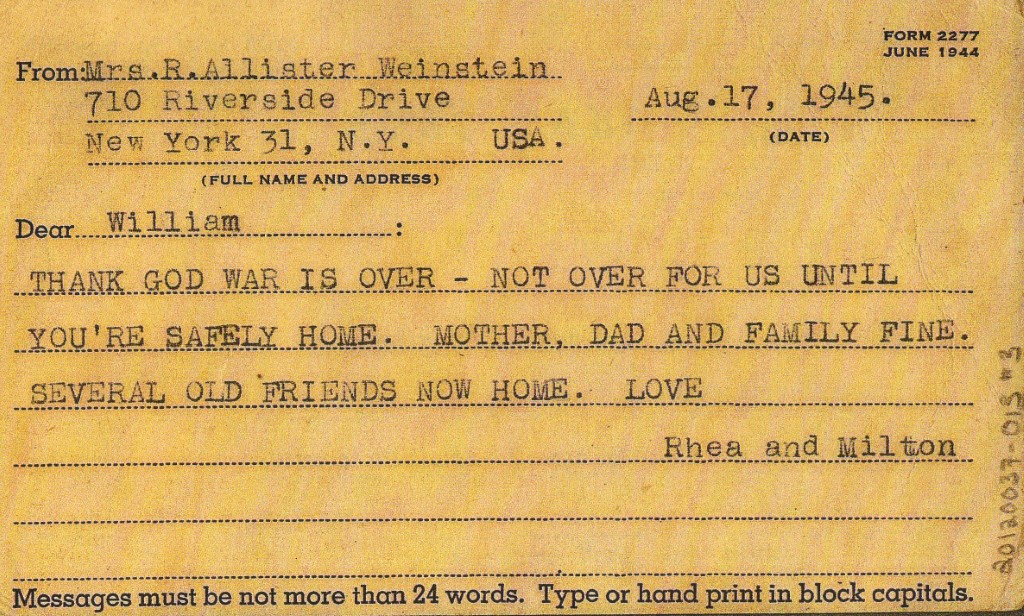 FORM 2277
JUNE 1944
From: Mrs. R. Allister Weinstein
710 Riverside Drive
Aug. 17, 1945.
New York 31, N.Y. USA.
(DATE)
(FULL NAME AND ADDRESS)
Dear William :
THANK GOD WAR IS OVER - NOT OVER FOR US UNTIL
YOU'RE SAFELY HOME. MOTHER, DAD AND FAMILY FINE.
SEVERAL OLD FRIENDS NOW HOME. LOVE
Rhea and Milton
Messages must be not more than 24 words. Type or hand print in block capitals.
20120037-015 #3